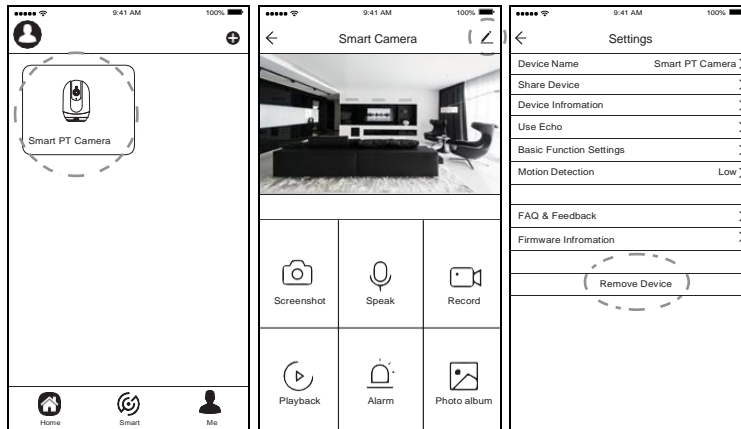 9:41 AM 100%
Smart PT Camera
Home Smart Me
9:41 AM 100%
Smart Camera
Screenshot Speak Record
Playback Alarm Photo album
9:41 AM 100%
Settings
Device Name Smart PT Camera
Share Device
Device Infromation
Use Echo
Basic Function Settings
Motion Detection Low
FAQ & Feedback
Firmware Infromation
Remove Device